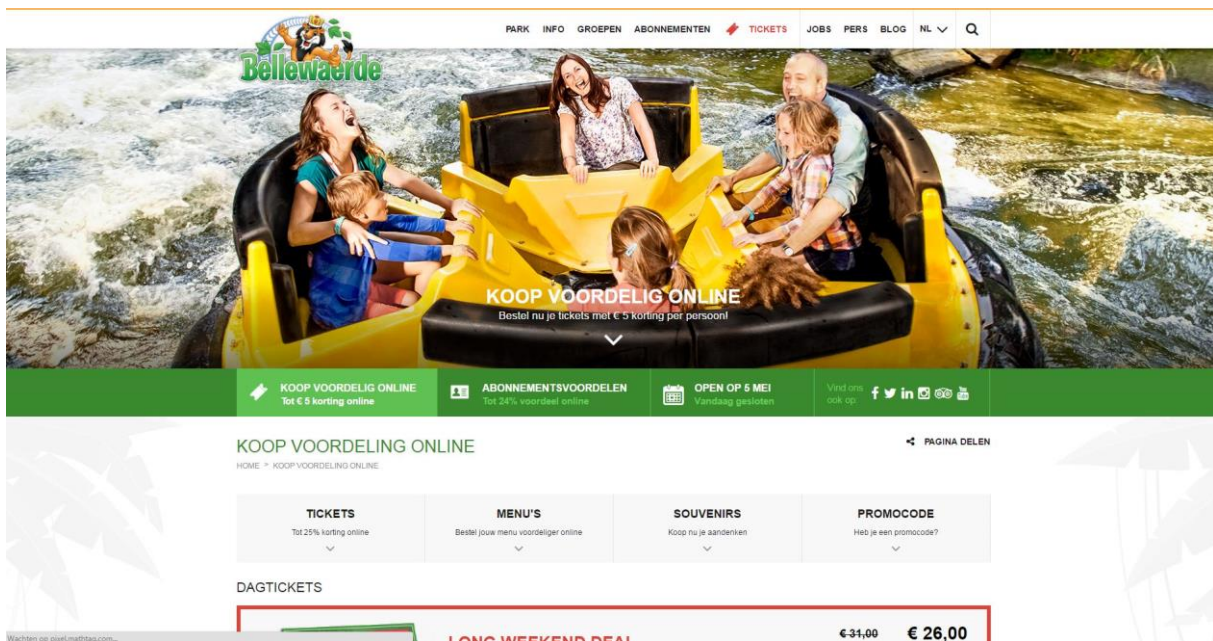 PARK INFO GROEPEN ABONNEMENTEN TICKETS JOBS PERS BLOG NL
Bellewaerde
KOOP VOORDELIG ONLINE
Bestel nu je tickets met € 5 korting per persoon!
KOOP VOORDELIG ONLINE
Tot € 5 korting online
ABONNEMENTSVOORDELEN
Tot 24% voordeel online
OPEN OP 5 MEI
Vandaag gesloten
Vind ons
ook op:
KOOP VOORDELING ONLINE
PAGINA DELEN
HOME > KOOP VOORDELING ONLINE
TICKETS
Tot 25% korting online
MENU'S
Bestel jouw menu voordeliger online
SOUVENIRS
Koop nu je aandenken
PROMOCODE
Heb je een promocode?
DAGTICKETS
LONG WEEKEND DEAL
€ 31,00 € 26,00
Wachten op pixel.mathtag.com...